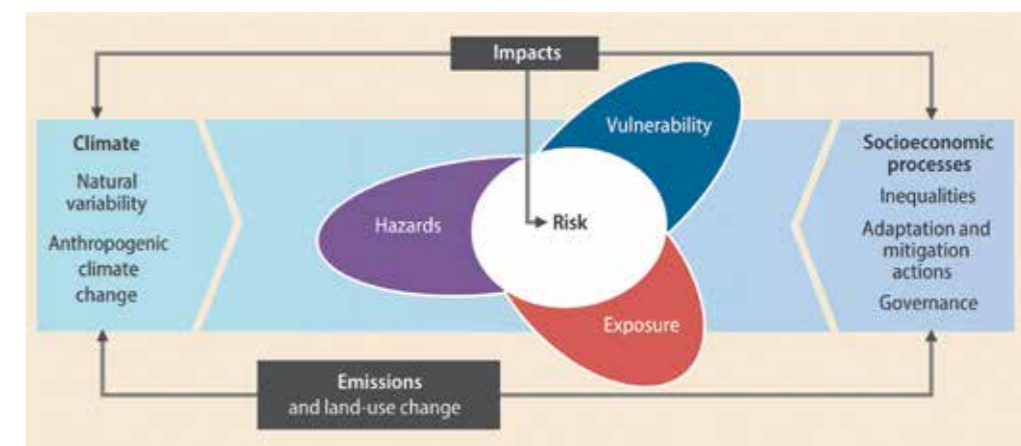 Impacts
Climate
Natural
variability
Anthropogenic
climate
change
Hazards
Vulnerability
Risk
Exposure
Socioeconomic
processes
Inequalities
Adaptation and
mitigation
actions
Governance
Emissions
and land-use change